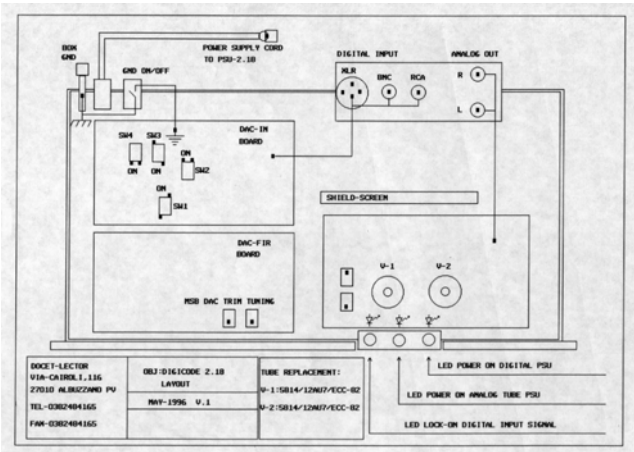 BOX
GND
POWER SUPPLY CORD
TO PSU-2.18
GND ON/OFF
DIGITAL INPUT
ANALOG OUT
XLR
BNC
RCA
R
L
DAC-IN
BOARD
SW4
SW3
ON
ON
ON
SW2
ON
SW1
SHIELD-SCREEN
DAC-FIR
BOARD
MSB DAC TRIM TUNING
V-1
V-2
DOCET-LECTOR
VIA-CAIROLI,116
27010 ALBUZZANO PV
TEL-0382484165
FAX-0382484165
OBJ:DIGICODE 2.18
LAYOUT
MAY-1996 V.1
TUBE REPLACEMENT:
V-1:5814/12AU7/ECC-82
V-2:5814/12AU7/ECC-82
LED POWER ON DIGITAL PSU
LED POWER ON ANALOG TUBE PSU
LED LOCK-ON DIGITAL INPUT SIGNAL